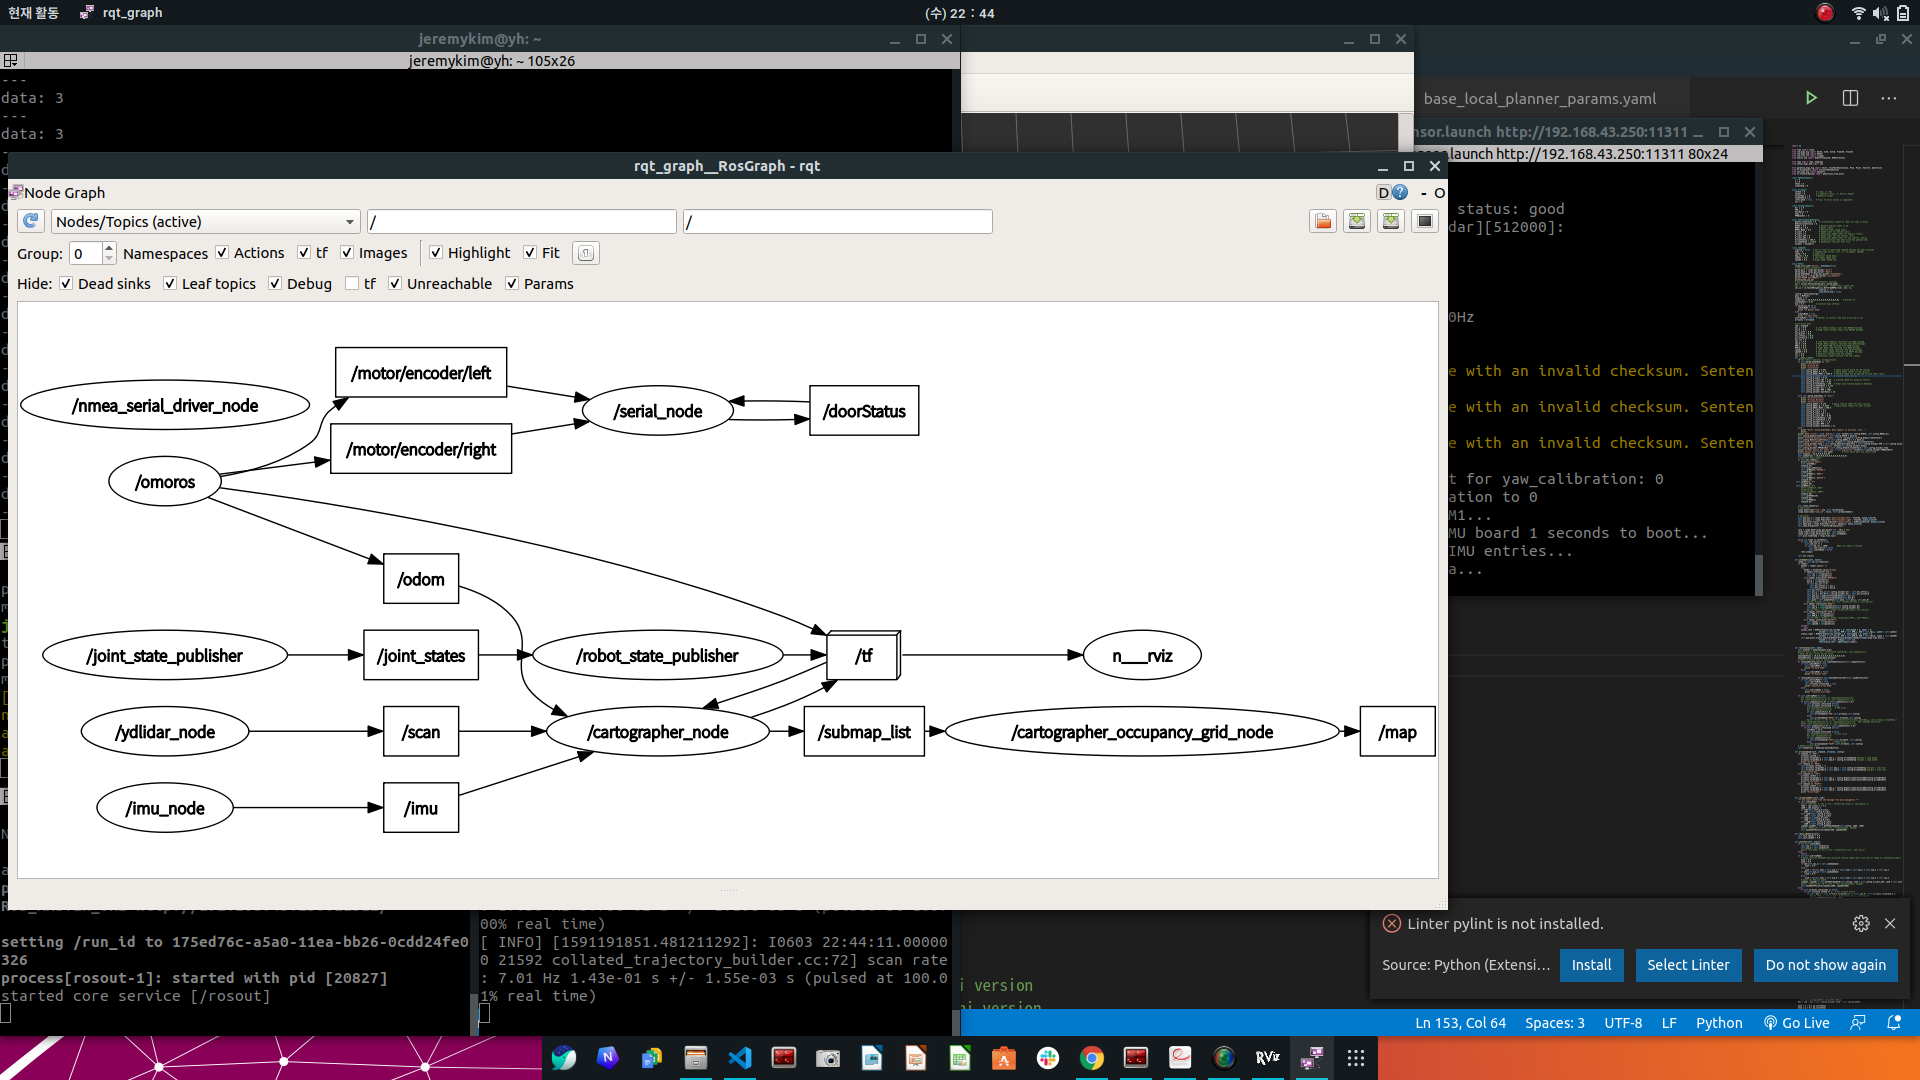 현재 활동
rqt_graph
(수) 22 : 44
jeremykim@yh: ~
jeremykim@yh: ~ 105x26
---
data: 3
---
data: 3
base_local_planner_params.yaml
nsor.launch http://192.168.43.250:11311
.launch http://192.168.43.250:11311 80x24
status: good
dar][512000]:
0Hz
e with an invalid checksum. Senten
e with an invalid checksum. Senten
e with an invalid checksum. Senten
t for yaw_calibration: 0
ation to 0
M1...
MU board 1 seconds to boot...
IMU entries...
a...
rqt_graph__RosGraph - rqt
Node Graph
D
- O
Nodes/Topics (active)
/
/
Group: 0 Namespaces Actions tf Images Highlight Fit
Hide: Dead sinks Leaf topics Debug tf Unreachable Params
/motor/encoder/left
/nmea_serial_driver_node
/serial_node
/doorStatus
/motor/encoder/right
/omoros
/odom
/joint_state_publisher
/joint_states
/robot_state_publisher
/tf
n___rviz
/ydlidar_node
/scan
/cartographer_node
/submap_list
/cartographer_occupancy_grid_node
/map
/imu_node
/imu
setting /run_id to 175ed76c-a5a0-11ea-bb26-0cdd24fe0
326
process[rosout-1]: started with pid [20827]
started core service [/rosout]
00% real time)
[ INFO] [1591191851.481211292]: I0603 22:44:11.00000
0 21592 collated_trajectory_builder.cc:72] scan rate
: 7.01 Hz 1.43e-01 s +/- 1.55e-03 s (pulsed at 100.0
1% real time)
i version
Linter pylint is not installed.
Source: Python (Extensi...
Install
Select Linter
Do not show again
Ln 153, Col 64
Spaces: 3
UTF-8
LF
Python
Go Live
RViz